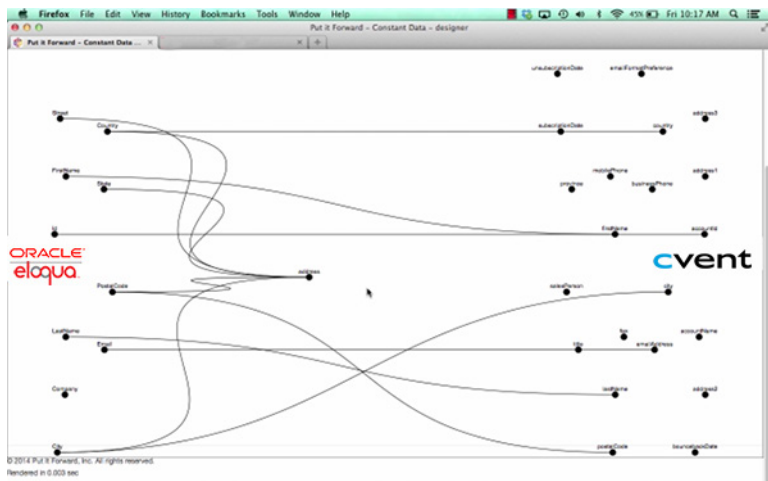 Firefox File Edit View History Bookmarks Tools Window Help 45% Fri 10:17 AM
Put it Forward - Constant Data - designer
Put it Forward - Constant Data ...
unsubscriptionDate emailFormatPreference
Street address3
Country subscriptionDate country
FirstName mobilePhone address1
State province businessPhone
Id firstName accountId
ORACLE
eloqua
cvent
address
PostalCode salesPerson city
LastName fax accountName
Email title emailAddress
Company lastName address2
City postalCode bouncebackDate
© 2014 Put it Forward, Inc. All rights reserved.
Rendered in 0.003 sec